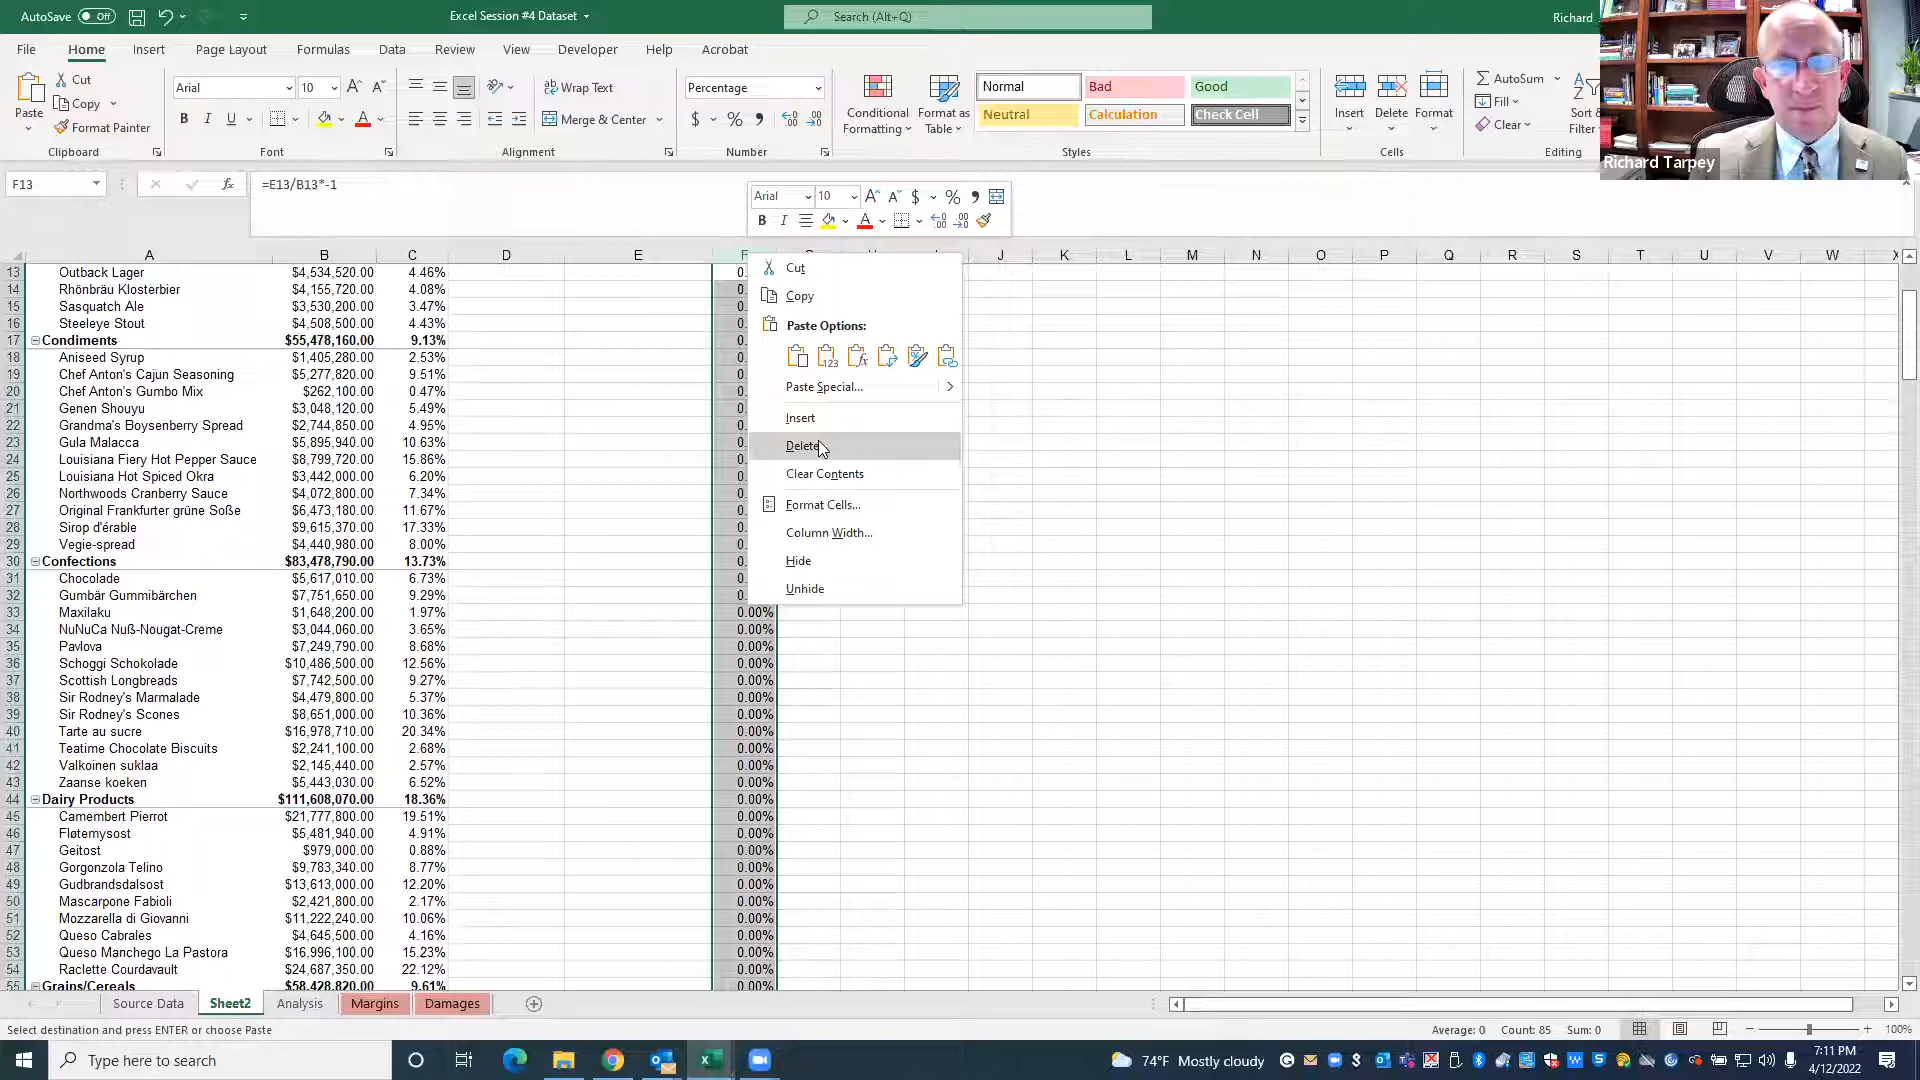 AutoSave Off Excel Session #4 Dataset Search (Alt+Q) Richard
File Home Insert Page Layout Formulas Data Review View Developer Help Acrobat
Paste Cut Copy Format Painter Clipboard
Arial 10 B I U Font
Wrap Text Merge & Center Alignment
Percentage $ % Number
Conditional Formatting Format as Table Normal Bad Good Neutral Calculation Check Cell Styles
Insert Delete Format Cells
AutoSum Fill Clear Sort & Filter Editing
Richard Tarpey
F13 fx =E13/B13*-1
Arial 10 $ % B I
A B C D E F J K L M N O P Q R S T U V W X
13 Outback Lager $4,534,520.00 4.46%
14 Rhönbräu Klosterbier $4,155,720.00 4.08%
15 Sasquatch Ale $3,530,200.00 3.47%
16 Steeleye Stout $4,508,500.00 4.43%
17 Condiments $55,478,160.00 9.13%
18 Aniseed Syrup $1,405,280.00 2.53%
19 Chef Anton's Cajun Seasoning $5,277,820.00 9.51%
20 Chef Anton's Gumbo Mix $262,100.00 0.47%
21 Genen Shouyu $3,048,120.00 5.49%
22 Grandma's Boysenberry Spread $2,744,850.00 4.95%
23 Gula Malacca $5,895,940.00 10.63%
24 Louisiana Fiery Hot Pepper Sauce $8,799,720.00 15.86%
25 Louisiana Hot Spiced Okra $3,442,000.00 6.20%
26 Northwoods Cranberry Sauce $4,072,800.00 7.34%
27 Original Frankfurter grüne Soße $6,473,180.00 11.67%
28 Sirop d'érable $9,615,370.00 17.33%
29 Vegie-spread $4,440,980.00 8.00%
30 Confections $83,478,790.00 13.73%
31 Chocolade $5,617,010.00 6.73%
32 Gumbär Gummibärchen $7,751,650.00 9.29%
33 Maxilaku $1,648,200.00 1.97% 0.00%
34 NuNuCa Nuß-Nougat-Creme $3,044,060.00 3.65% 0.00%
35 Pavlova $7,249,790.00 8.68% 0.00%
36 Schoggi Schokolade $10,486,500.00 12.56% 0.00%
37 Scottish Longbreads $7,742,500.00 9.27% 0.00%
38 Sir Rodney's Marmalade $4,479,800.00 5.37% 0.00%
39 Sir Rodney's Scones $8,651,000.00 10.36% 0.00%
40 Tarte au sucre $16,978,710.00 20.34% 0.00%
41 Teatime Chocolate Biscuits $2,241,100.00 2.68% 0.00%
42 Valkoinen suklaa $2,145,440.00 2.57% 0.00%
43 Zaanse koeken $5,443,030.00 6.52% 0.00%
44 Dairy Products $111,608,070.00 18.36% 0.00%
45 Camembert Pierrot $21,777,800.00 19.51% 0.00%
46 Fløtemysost $5,481,940.00 4.91% 0.00%
47 Geitost $979,000.00 0.88% 0.00%
48 Gorgonzola Telino $9,783,340.00 8.77% 0.00%
49 Gudbrandsdalsost $13,613,000.00 12.20% 0.00%
50 Mascarpone Fabioli $2,421,800.00 2.17% 0.00%
51 Mozzarella di Giovanni $11,222,240.00 10.06% 0.00%
52 Queso Cabrales $4,645,500.00 4.16% 0.00%
53 Queso Manchego La Pastora $16,996,100.00 15.23% 0.00%
54 Raclette Courdavault $24,687,350.00 22.12% 0.00%
55 Grains/Cereals $58,428,820.00 9.61% 0.00%
Cut
Copy
Paste Options:
Paste Special...
Insert
Delete
Clear Contents
Format Cells...
Column Width...
Hide
Unhide
Source Data Sheet2 Analysis Margins Damages
Select destination and press ENTER or choose Paste Average: 0 Count: 85 Sum: 0 100%
Type here to search 74°F Mostly cloudy 7:11 PM
4/12/2022